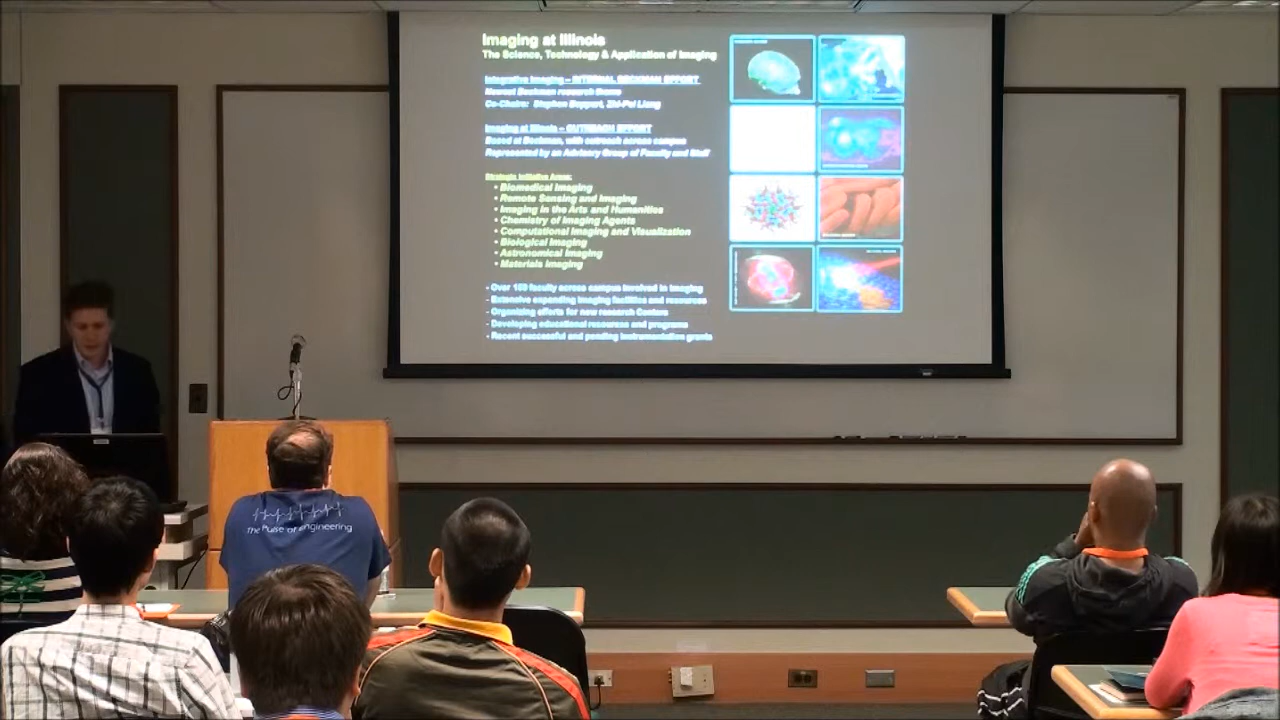 Imaging at Illinois
The Science, Technology & Application of Imaging
Integrative Imaging – INTERNAL BECKMAN EFFORT
Newest Beckman research theme
Co-Chairs: Stephen Boppart, Zhi-Pei Liang
Imaging at Illinois – OUTREACH EFFORT
Based at Beckman, with outreach across campus
Represented by an Advisory Group of Faculty and Staff
Strategic Initiative Areas:
• Biomedical Imaging
• Remote Sensing and Imaging
• Imaging in the Arts and Humanities
• Chemistry of Imaging Agents
• Computational Imaging and Visualization
• Biological Imaging
• Astronomical Imaging
• Materials Imaging
- Over 150 faculty across campus involved in imaging
- Extensive expanding imaging facilities and resources
- Organizing efforts for new research Centers
- Developing educational resources and programs
- Recent successful and pending instrumentation grants
The Pulse of Engineering